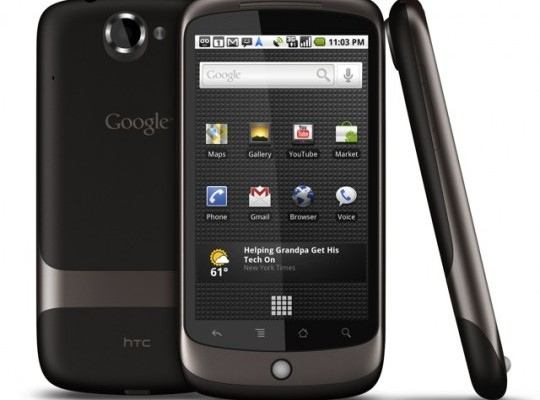 Google
htc
3G
11:03 PM
Google
Maps
Gallery
YouTube
Market
Phone
Gmail
Browser
Voice
Helping Grandpa Get His
Tech On
New York Times
61°